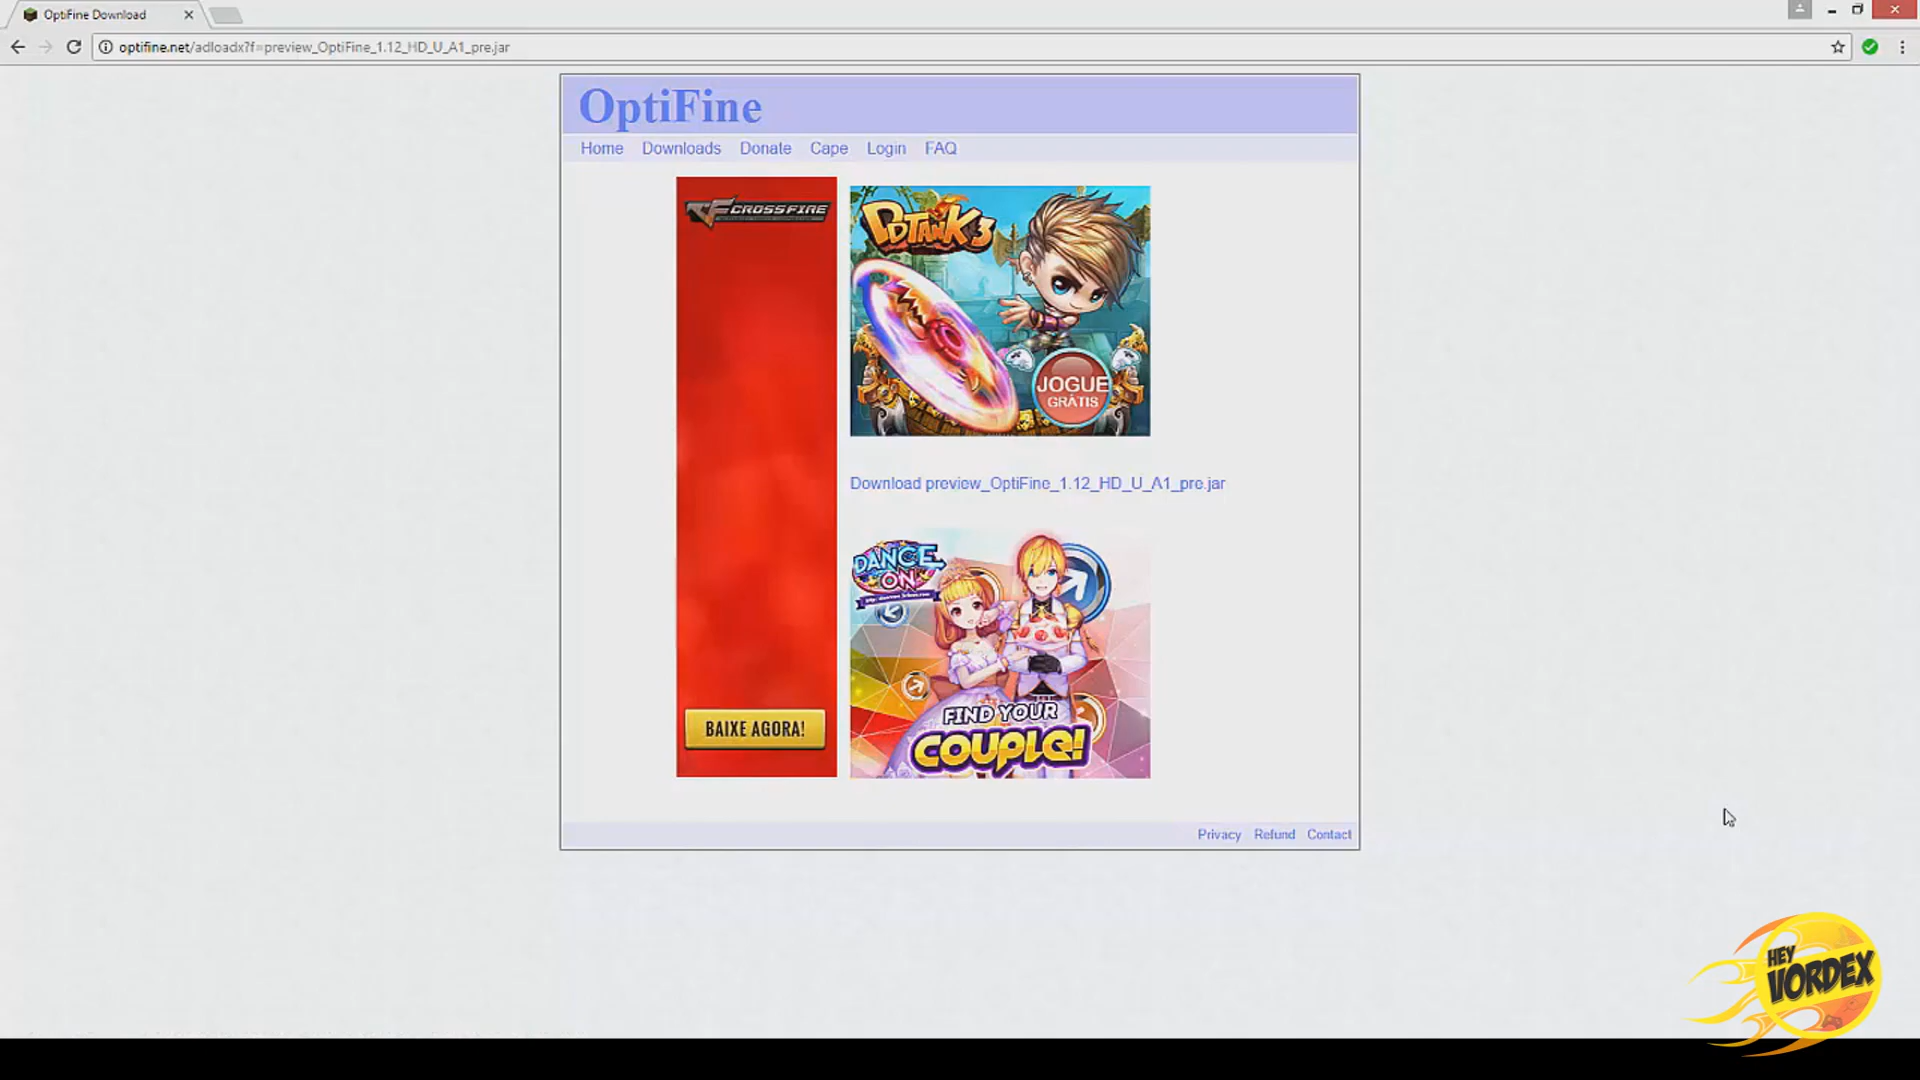 OptiFine Download
optifine.net/adloadx?f=preview_OptiFine_1.12_HD_U_A1_pre.jar
OptiFine
Home Downloads Donate Cape Login FAQ
CROSSFIRE
DDTANK 3
JOGUE
GRÁTIS
Download preview_OptiFine_1.12_HD_U_A1_pre.jar
DANCE
ON
FIND YOUR
COUPLE!
BAIXE AGORA!
Privacy Refund Contact
HEY
VORDEX